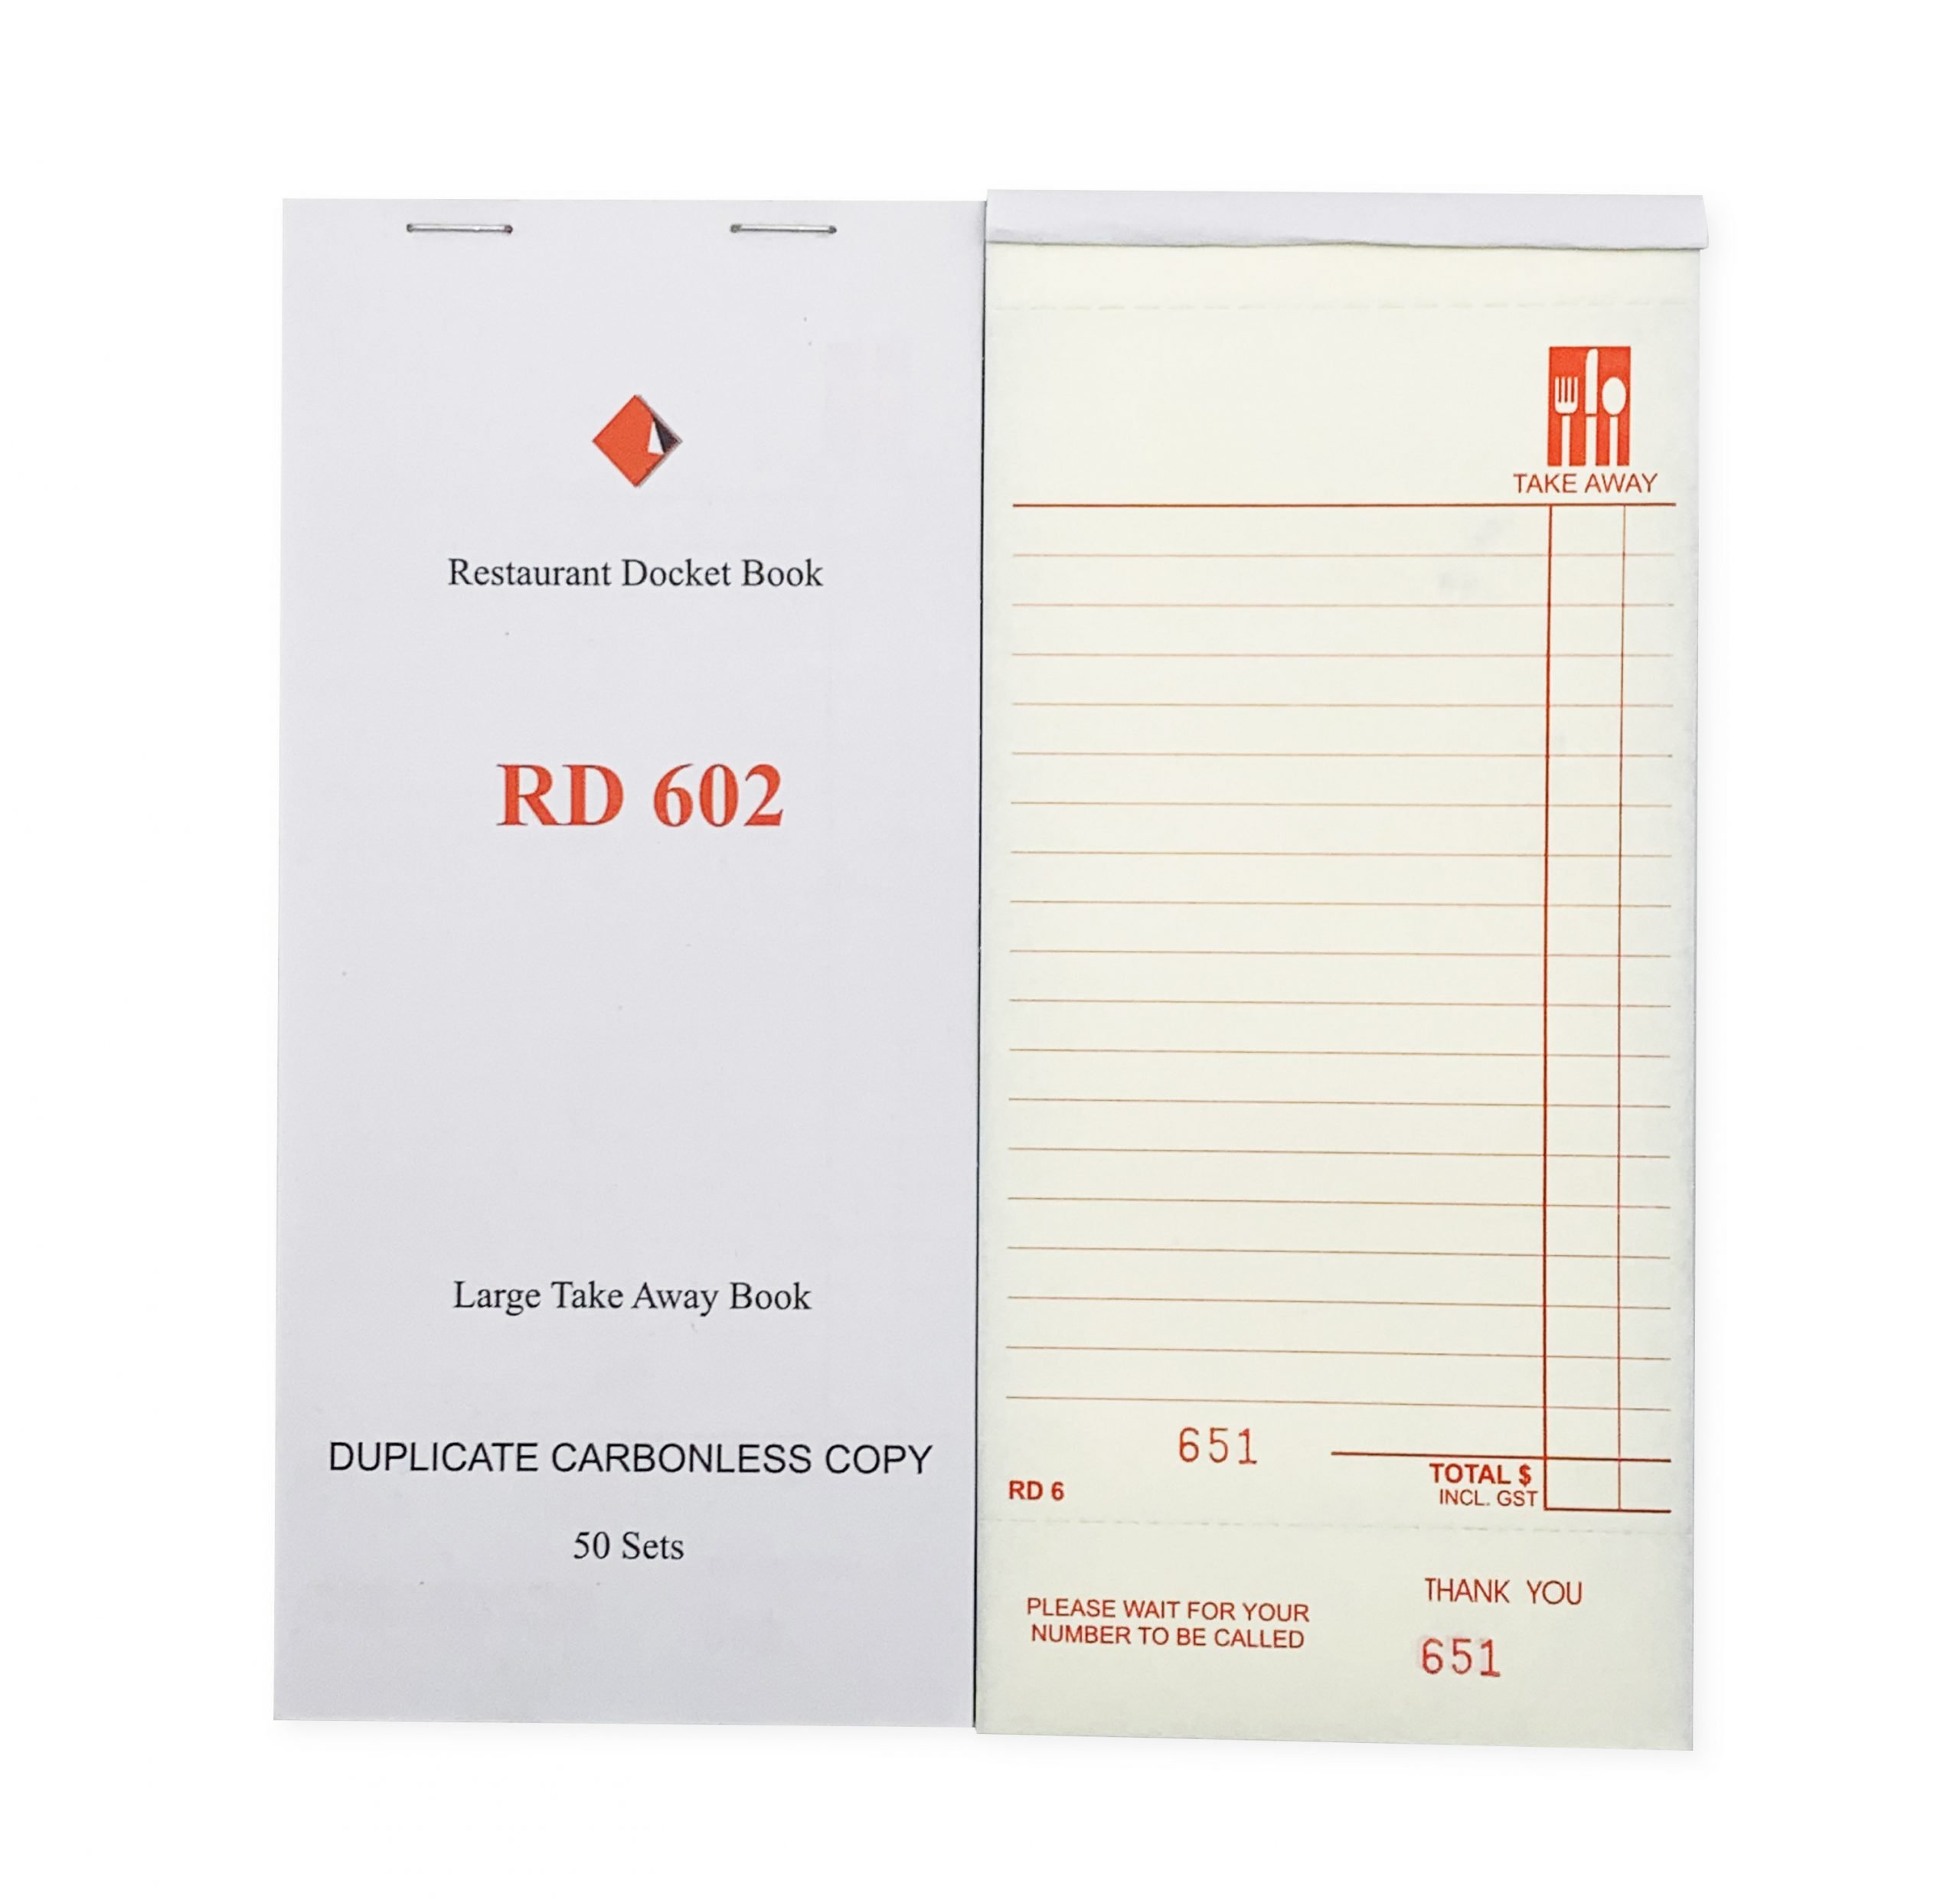 Restaurant Docket Book
RD 602
Large Take Away Book
DUPLICATE CARBONLESS COPY
50 Sets
TAKE AWAY
651
RD 6
TOTAL $
INCL. GST
PLEASE WAIT FOR YOUR
NUMBER TO BE CALLED
THANK YOU
651